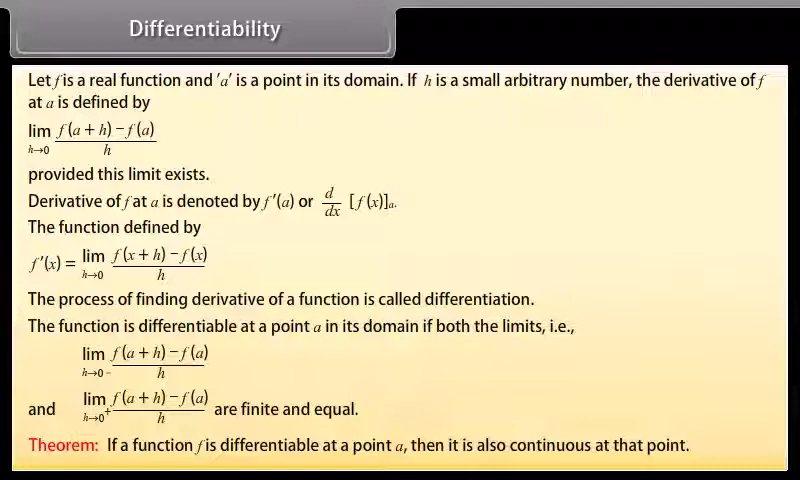 Differentiability
Let f is a real function and 'a' is a point in its domain. If h is a small arbitrary number, the derivative of f
at a is defined by
lim h→0 f(a + h) – f(a) / h
provided this limit exists.
Derivative of f at a is denoted by f'(a) or d/dx [f(x)]a.
The function defined by
f'(x) = lim h→0 f(x + h) – f(x) / h
The process of finding derivative of a function is called differentiation.
The function is differentiable at a point a in its domain if both the limits, i.e.,
lim h→0– f(a + h) – f(a) / h
and lim h→0+ f(a + h) – f(a) / h are finite and equal.
Theorem: If a function f is differentiable at a point a, then it is also continuous at that point.